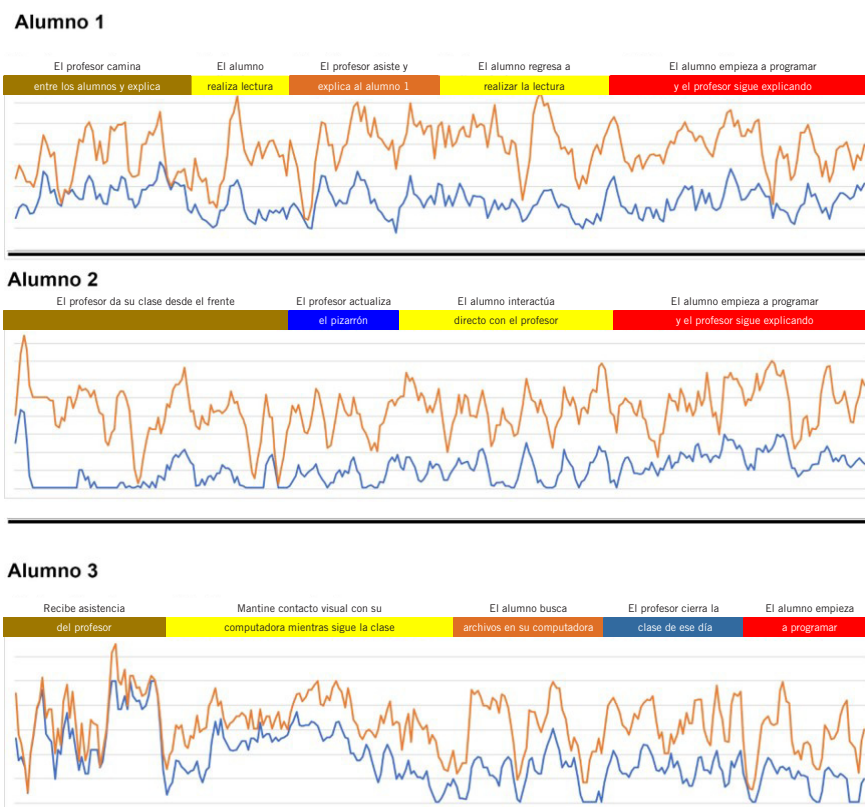 Alumno 1
El profesor camina
entre los alumnos y explica
El alumno
realiza lectura
El profesor asiste y
explica al alumno 1
El alumno regresa a
realizar la lectura
El alumno empieza a programar
y el profesor sigue explicando
Alumno 2
El profesor da su clase desde el frente
El profesor actualiza
el pizarrón
El alumno interactúa
directo con el profesor
El alumno empieza a programar
y el profesor sigue explicando
Alumno 3
Recibe asistencia
del profesor
Mantine contacto visual con su
computadora mientras sigue la clase
El alumno busca
archivos en su computadora
El profesor cierra la
clase de ese día
El alumno empieza
a programar